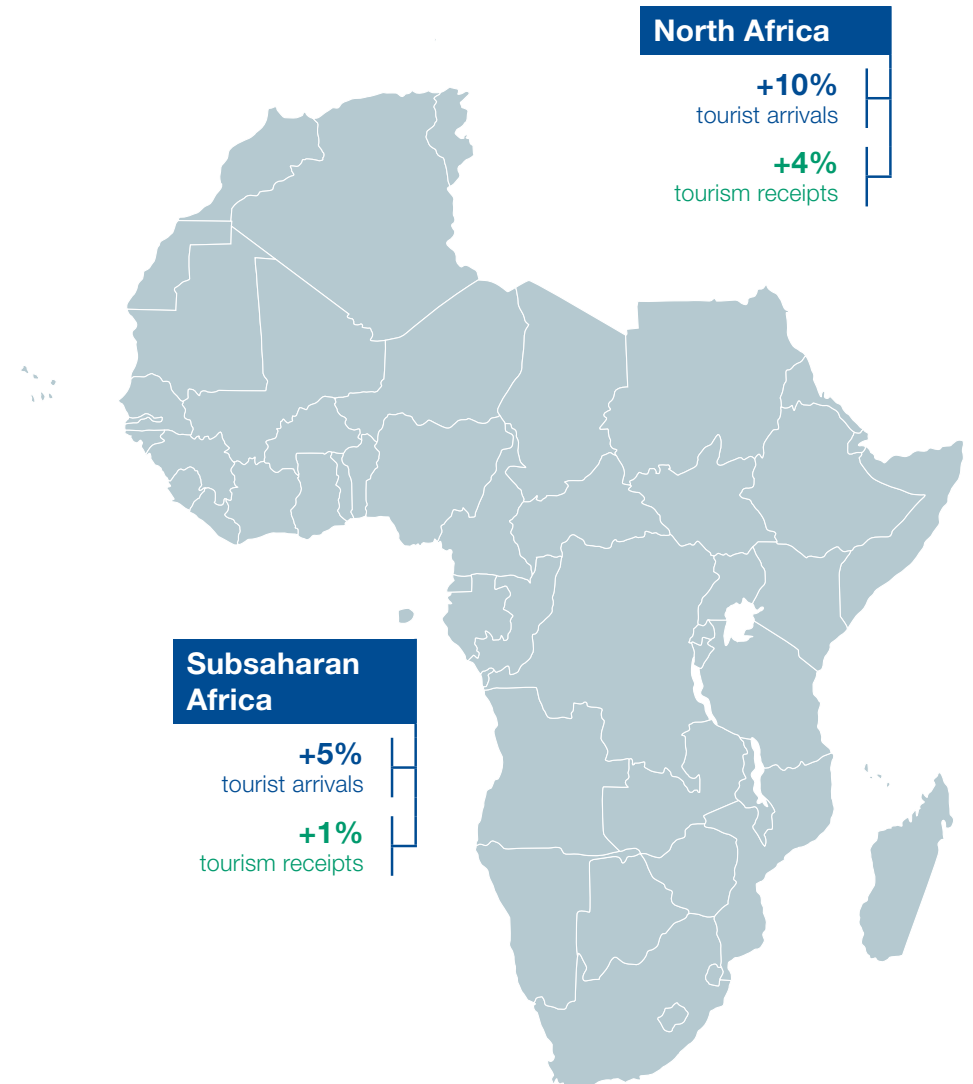 North Africa
+10%
tourist arrivals
+4%
tourism receipts
Subsaharan
Africa
+5%
tourist arrivals
+1%
tourism receipts